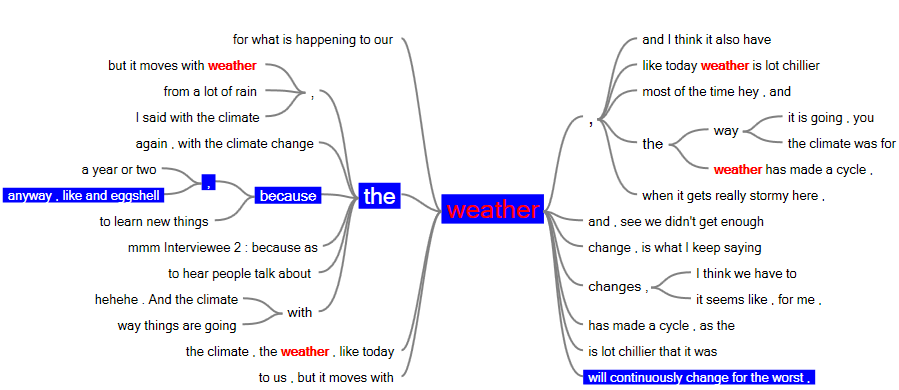 for what is happening to our
but it moves with weather
from a lot of rain
,
I said with the climate
again , with the climate change
a year or two
,
anyway , like and eggshell
because
to learn new things
the
mmm Interviewee 2 : because as
to hear people talk about
hehehe . And the climate
with
way things are going
the climate , the weather , like today
to us , but it moves with
weather
and I think it also have
like today weather is lot chillier
,
most of the time hey , and
the
way
it is going , you
the climate was for
weather has made a cycle ,
when it gets really stormy here ,
and , see we didn't get enough
change , is what I keep saying
changes ,
I think we have to
it seems like , for me ,
has made a cycle , as the
is lot chillier that it was
will continuously change for the worst ,